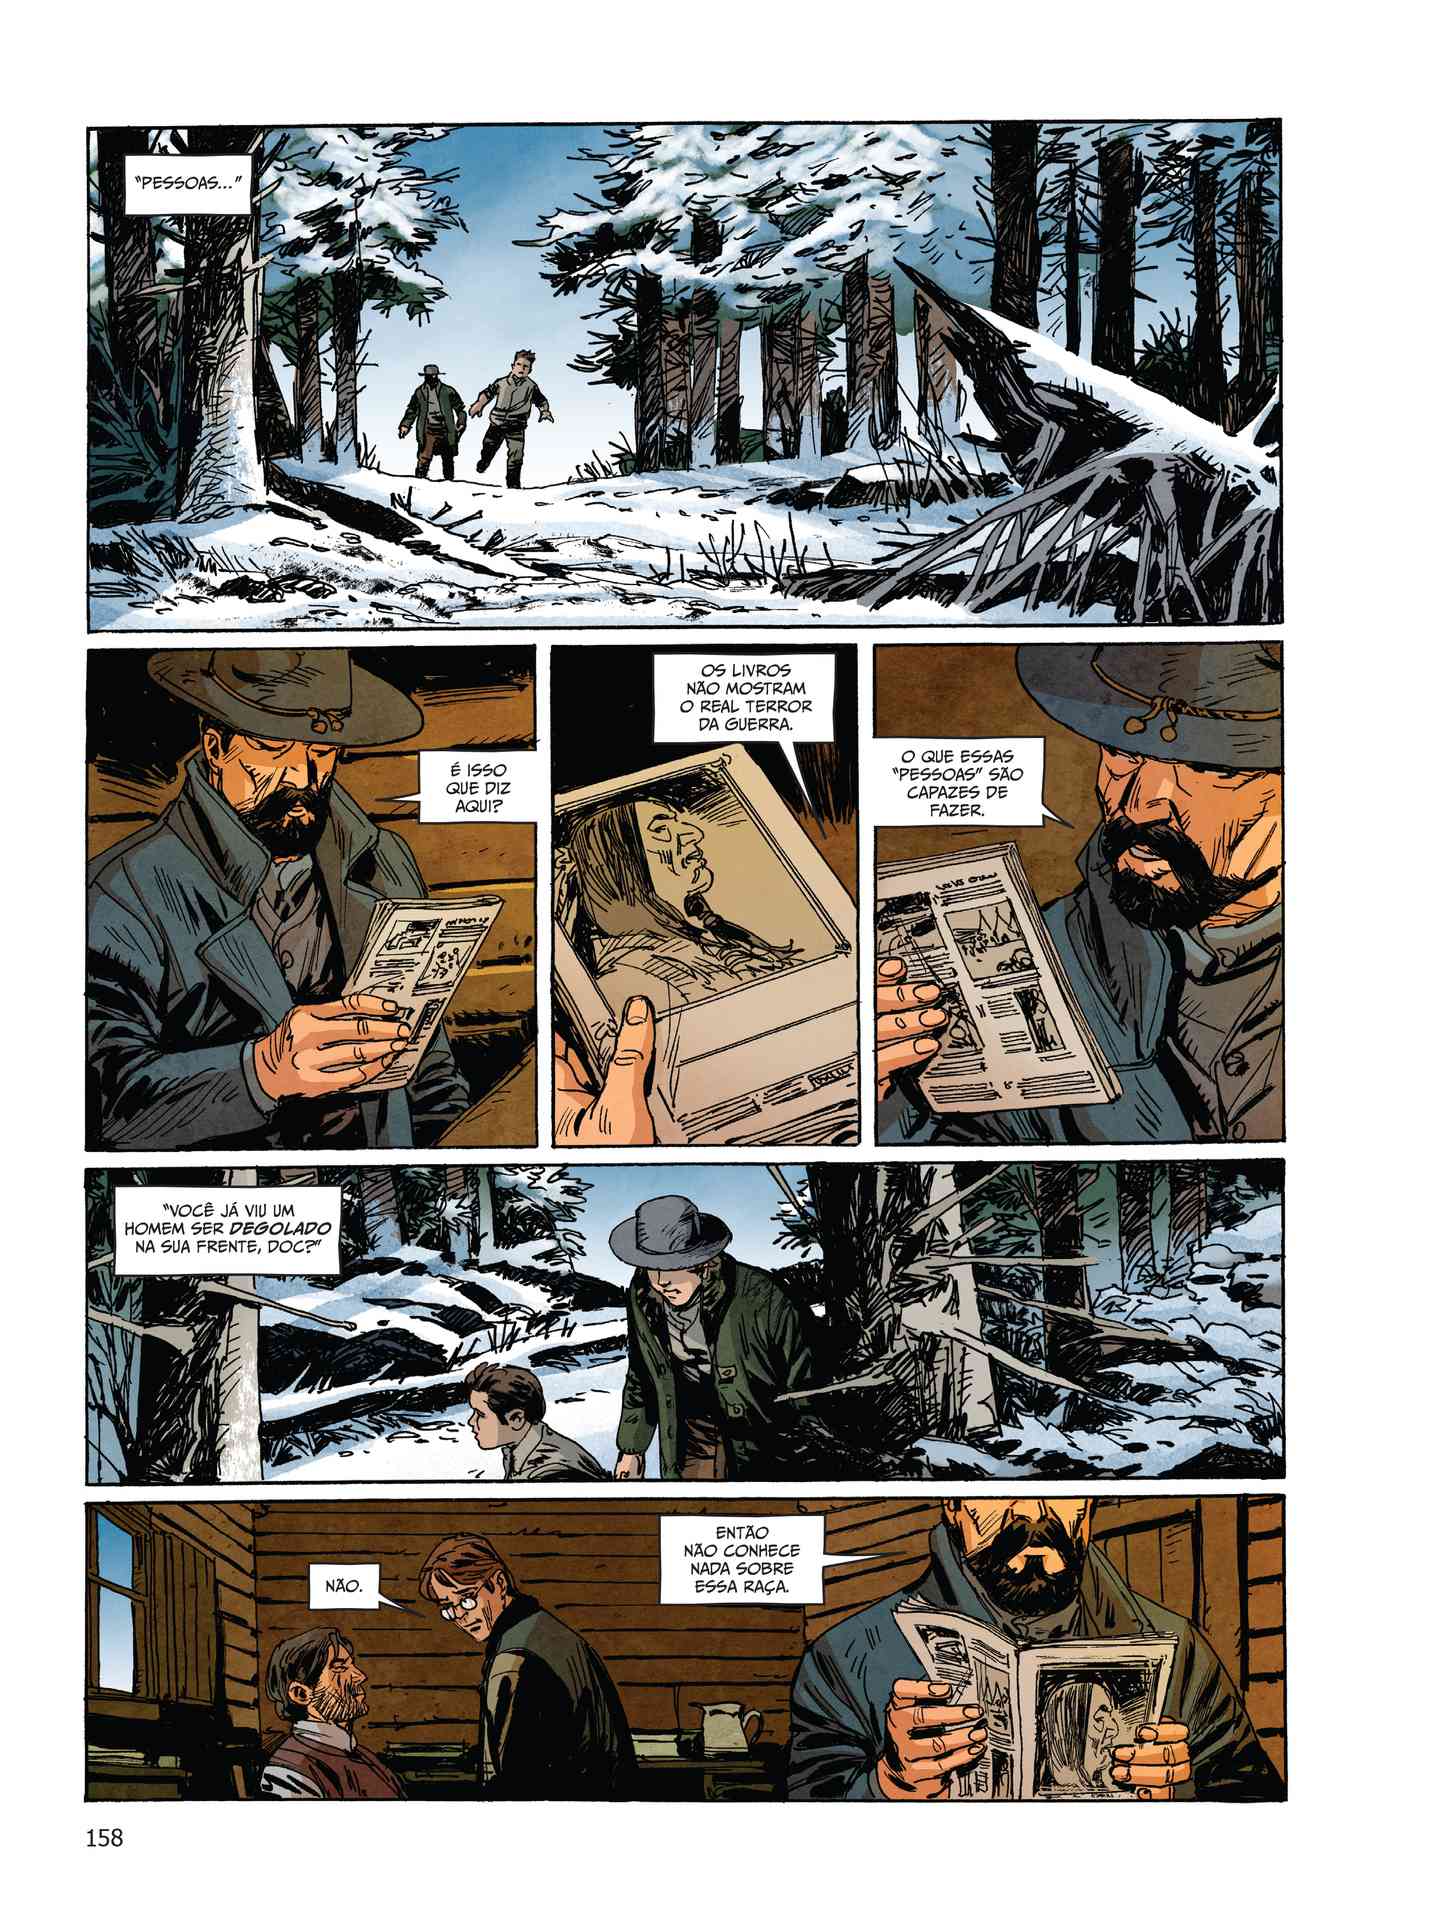 "PESSOAS..."
É ISSO
QUE DIZ
AQUI?
OS LIVROS
NÃO MOSTRAM
O REAL TERROR
DA GUERRA.
O QUE ESSAS
"PESSOAS" SÃO
CAPAZES DE
FAZER.
"VOCÊ JÁ VIU UM
HOMEM SER DEGOLADO
NA SUA FRENTE, DOC?"
NÃO.
ENTÃO
NÃO CONHECE
NADA SOBRE
ESSA RAÇA.
158